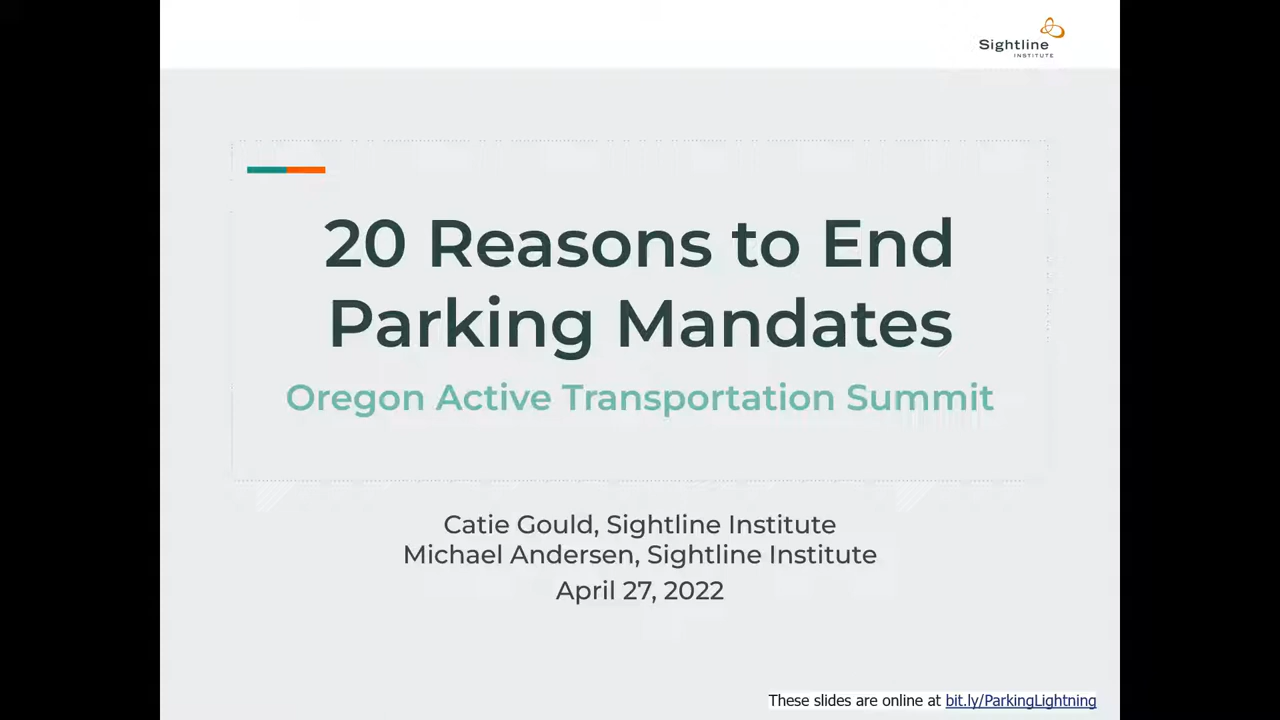 Sightline
INSTITUTE
20 Reasons to End
Parking Mandates
Oregon Active Transportation Summit
Catie Gould, Sightline Institute
Michael Andersen, Sightline Institute
April 27, 2022
These slides are online at bit.ly/ParkingLightning